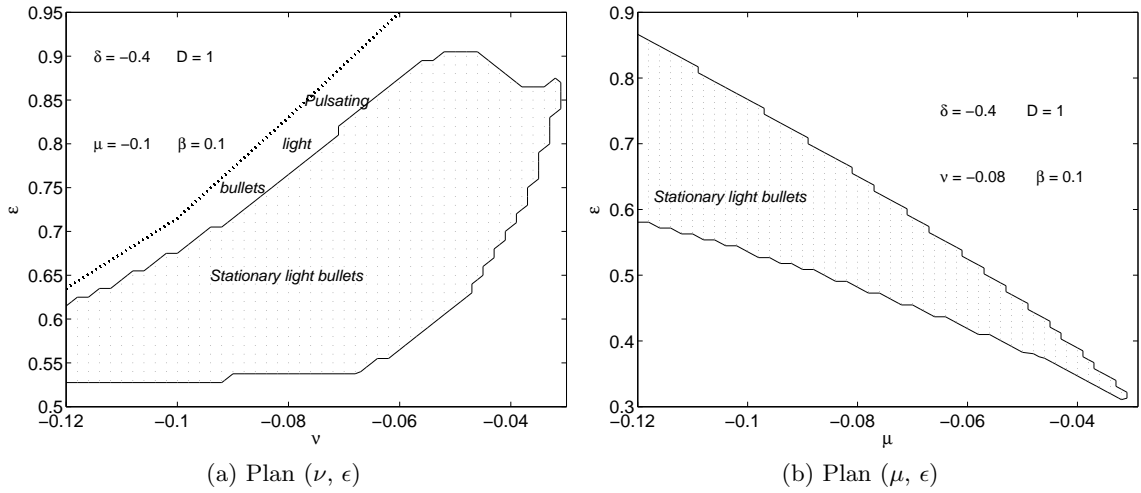 0.95
0.9
0.85
0.8
0.75
0.7
0.65
0.6
0.55
0.5
ε
δ = −0.4 D = 1
μ = −0.1 β = 0.1
Pulsating
light
bullets
Stationary light bullets
−0.12 −0.1 −0.08 −0.06 −0.04
ν
(a) Plan (ν, ϵ)
0.9
0.8
0.7
0.6
0.5
0.4
0.3
ε
δ = −0.4 D = 1
ν = −0.08 β = 0.1
Stationary light bullets
−0.12 −0.1 −0.08 −0.06 −0.04
μ
(b) Plan (μ, ϵ)